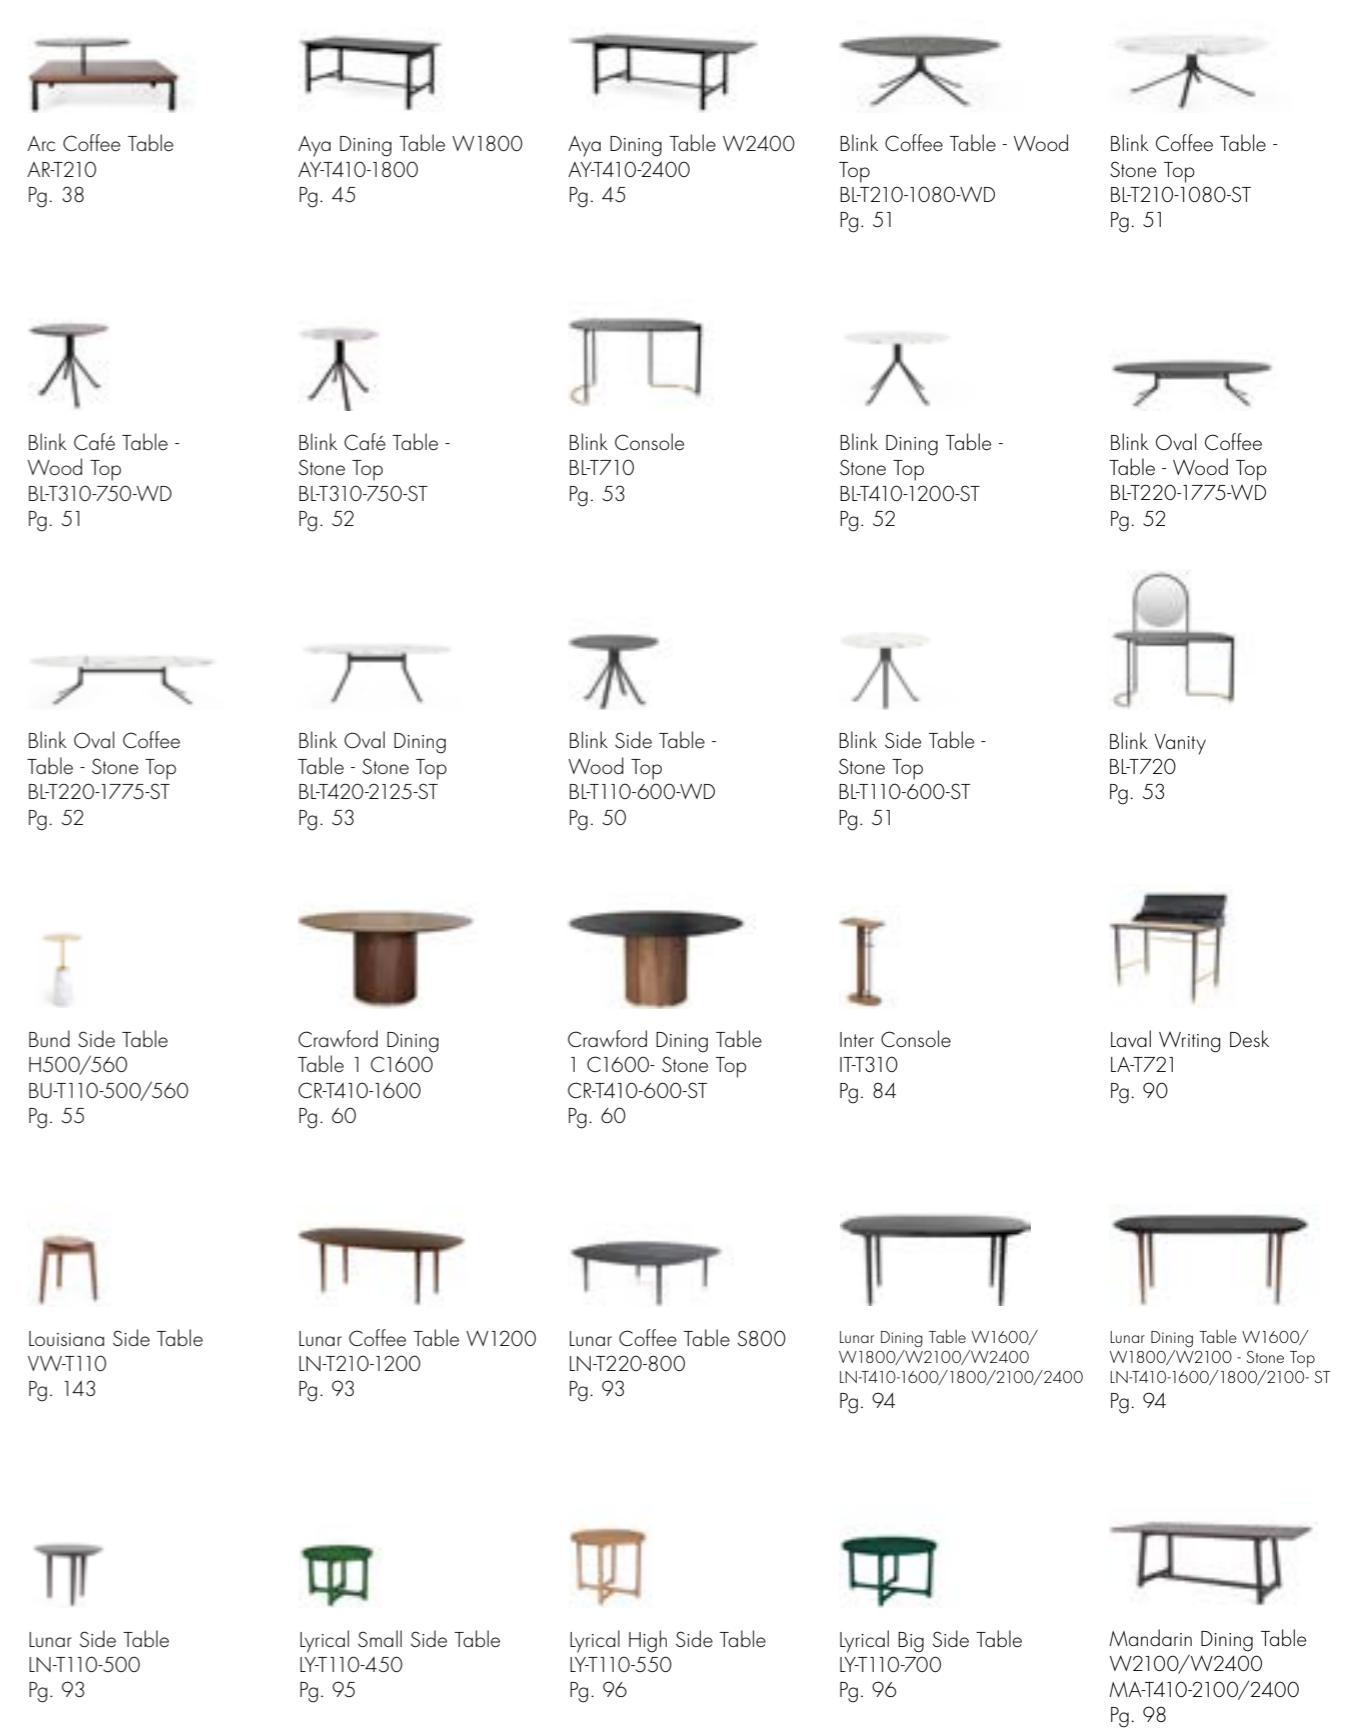 Arc Coffee Table
AR-T210
Pg. 38
Aya Dining Table W1800
AY-T410-1800
Pg. 45
Aya Dining Table W2400
AY-T410-2400
Pg. 45
Blink Coffee Table - Wood
Top
BL-T210-1080-WD
Pg. 51
Blink Coffee Table -
Stone Top
BL-T210-1080-ST
Pg. 51
Blink Café Table -
Wood Top
BL-T310-750-WD
Pg. 51
Blink Café Table -
Stone Top
BL-T310-750-ST
Pg. 52
Blink Console
BL-T710
Pg. 53
Blink Dining Table -
Stone Top
BL-T410-1200-ST
Pg. 52
Blink Oval Coffee
Table - Wood Top
BL-T220-1775-WD
Pg. 52
Blink Oval Coffee
Table - Stone Top
BL-T220-1775-ST
Pg. 52
Blink Oval Dining
Table - Stone Top
BL-T420-2125-ST
Pg. 53
Blink Side Table -
Wood Top
BL-T110-600-WD
Pg. 50
Blink Side Table -
Stone Top
BL-T110-600-ST
Pg. 51
Blink Vanity
BL-T720
Pg. 53
Bund Side Table
H500/560
BU-T110-500/560
Pg. 55
Crawford Dining
Table 1 C1600
CR-T410-1600
Pg. 60
Crawford Dining Table
1 C1600- Stone Top
CR-T410-600-ST
Pg. 60
Inter Console
IT-T310
Pg. 84
Laval Writing Desk
LA-T721
Pg. 90
Louisiana Side Table
VW-T110
Pg. 143
Lunar Coffee Table W1200
LN-T210-1200
Pg. 93
Lunar Coffee Table S800
LN-T220-800
Pg. 93
Lunar Dining Table W1600/
W1800/W2100/W2400
LN-T410-1600/1800/2100/2400
Pg. 94
Lunar Dining Table W1600/
W1800/W2100 - Stone Top
LN-T410-1600/1800/2100- ST
Pg. 94
Lunar Side Table
LN-T110-500
Pg. 93
Lyrical Small Side Table
LY-T110-450
Pg. 95
Lyrical High Side Table
LY-T110-550
Pg. 96
Lyrical Big Side Table
LY-T110-700
Pg. 96
Mandarin Dining Table
W2100/W2400
MA-T410-2100/2400
Pg. 98